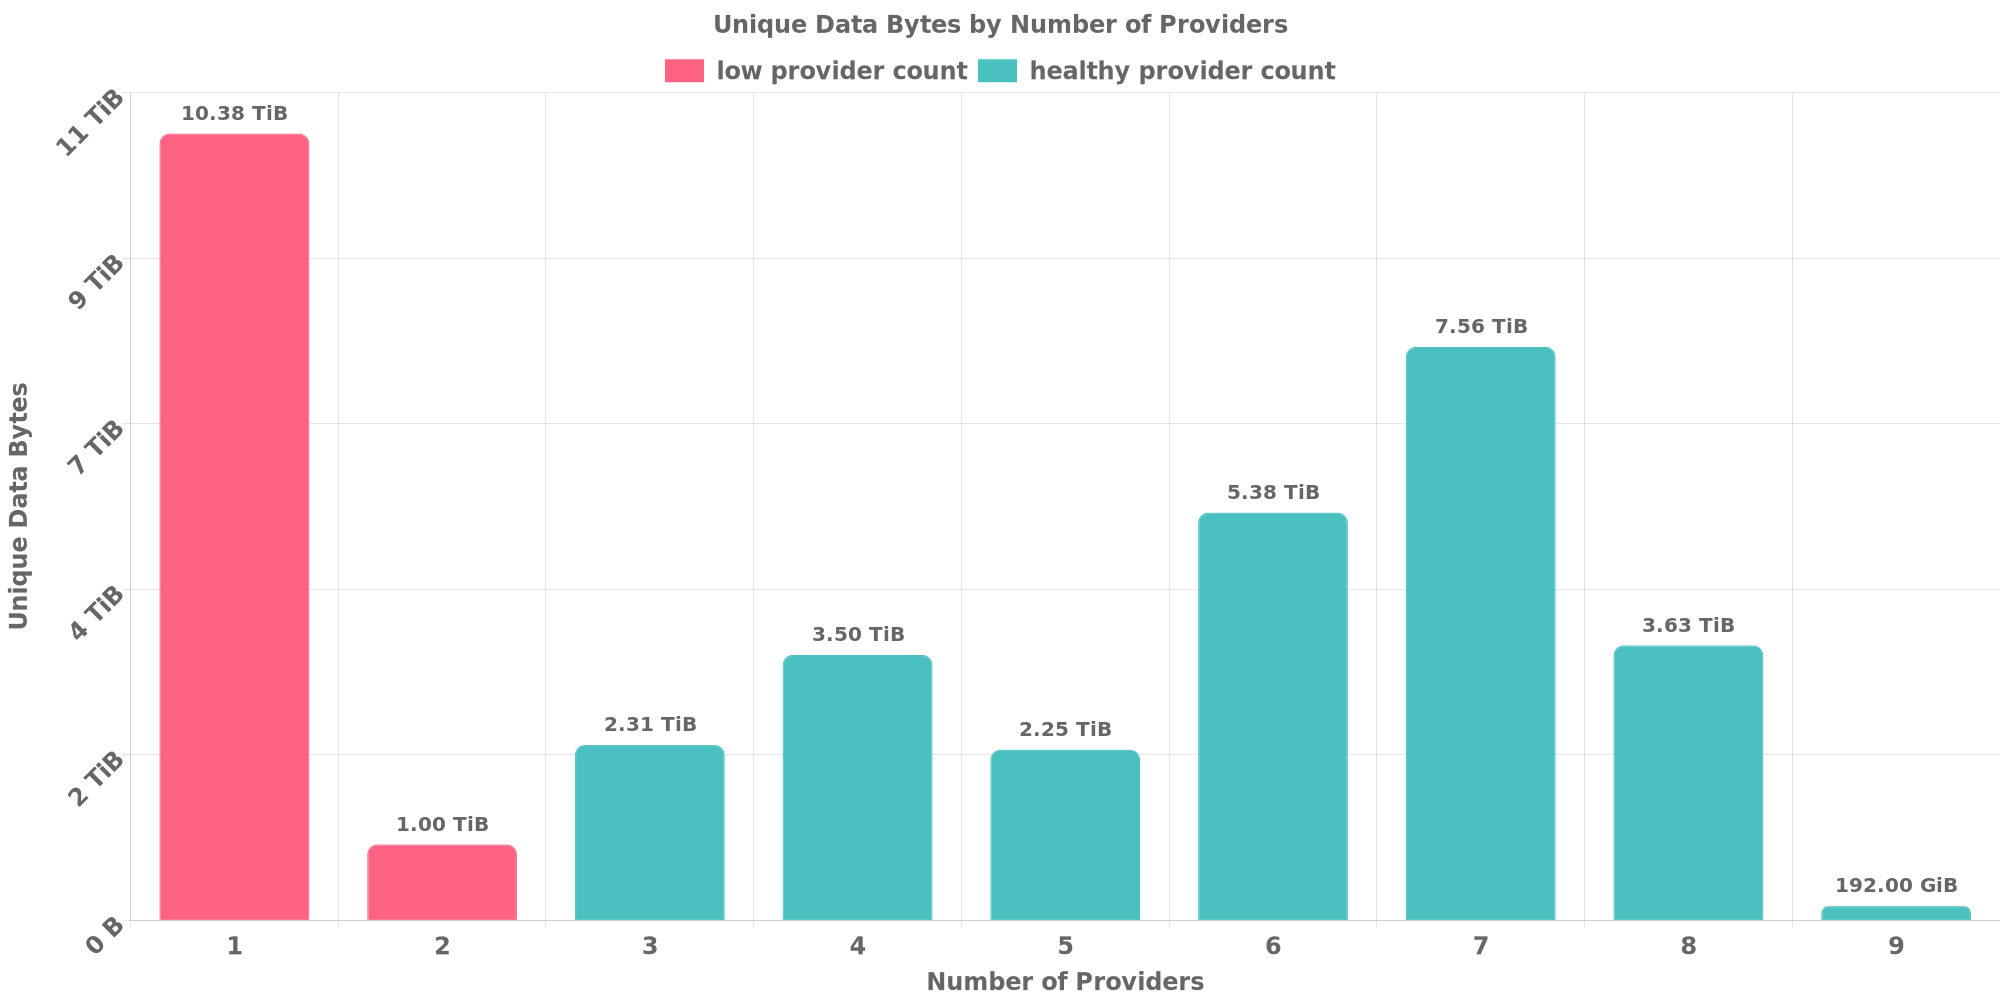 Unique Data Bytes by Number of Providers
low provider count healthy provider count
11 TiB
9 TiB
7 TiB
4 TiB
2 TiB
0 B
Unique Data Bytes
10.38 TiB
1.00 TiB
2.31 TiB
3.50 TiB
2.25 TiB
5.38 TiB
7.56 TiB
3.63 TiB
192.00 GiB
1 2 3 4 5 6 7 8 9
Number of Providers